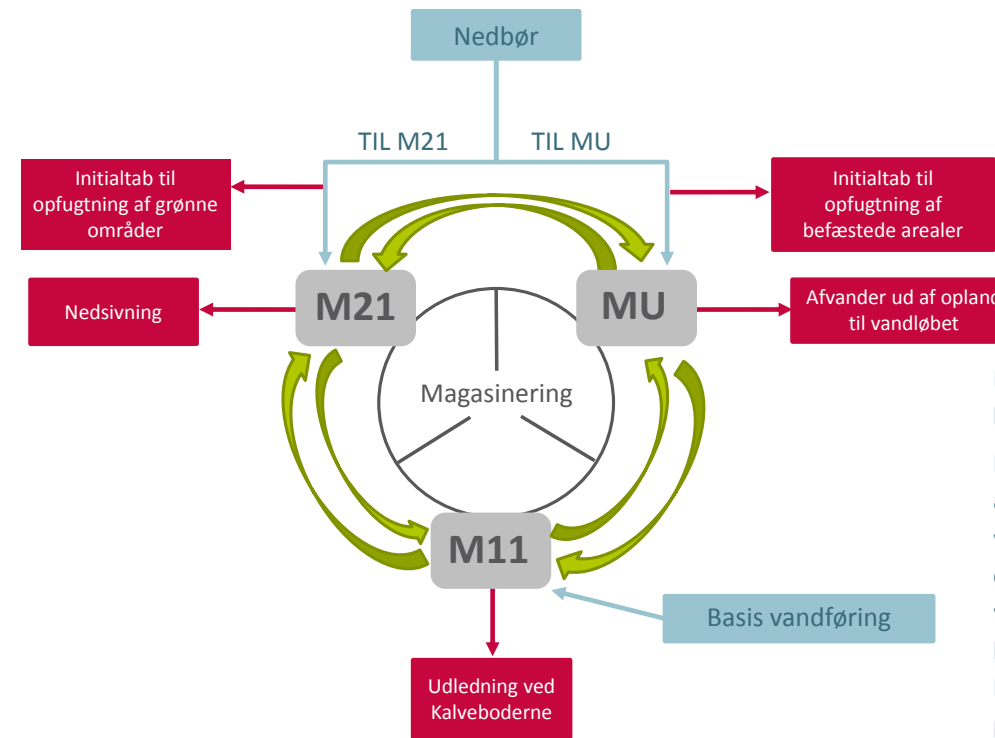 Nedbør
TIL M21
TIL MU
Initialtab til
opfugtning af grønne
områder
Initialtab til
opfugtning af
befæstede arealer
M21
MU
Nedsivning
Afvander ud af opland
til vandløbet
Magasinering
M11
Basis vandføring
Udledning ved
Kalveboderne